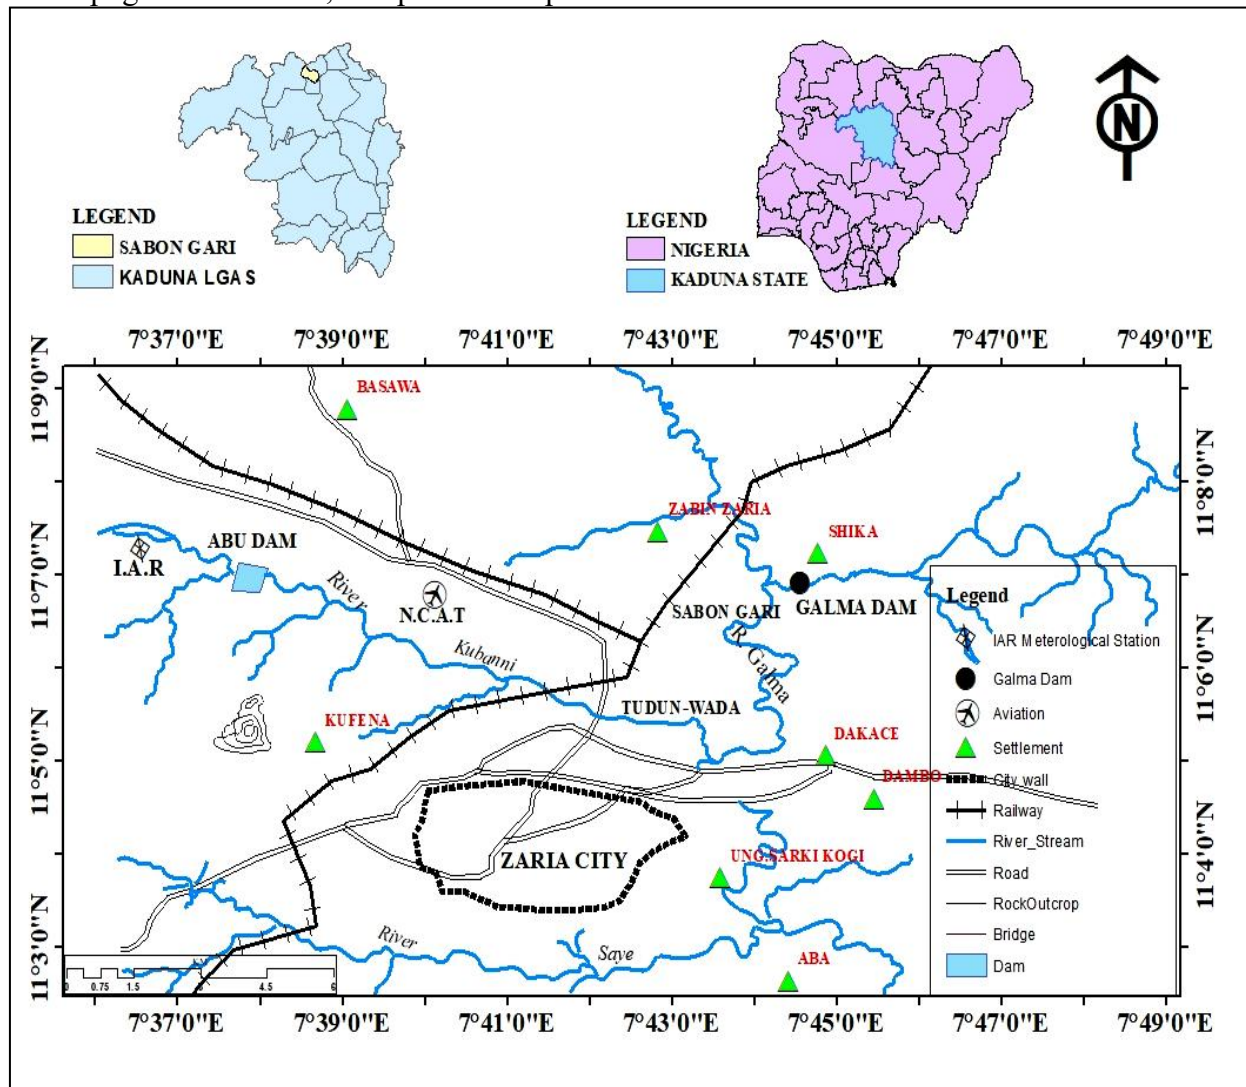 LEGEND
SABON GARI
KADUNA LGAS
LEGEND
NIGERIA
KADUNA STATE
N
7°37'0"E 7°39'0"E 7°41'0"E 7°43'0"E 7°45'0"E 7°47'0"E 7°49'0"E
11°9'0"N
11°7'0"N
11°5'0"N
11°3'0"N
11°8'0"N
11°6'0"N
11°4'0"N
BASAWA
ZABIN ZARIA
SHIKA
ABU DAM
I.A.R
River
N.C.A.T
SABON GARI
GALMA DAM
Kubanni
R. Galma
KUFENA
TUDUN-WADA
DAKACE
DAMBO
ZARIA CITY
UNG.SARKI KOGI
River
Saye
ABA
Legend
IAR Meterological Station
Galma Dam
Aviation
Settlement
City wall
Railway
River_Stream
Road
RockOutcrop
Bridge
Dam
0 0.75 1.5 4.5 6
7°37'0"E 7°39'0"E 7°41'0"E 7°43'0"E 7°45'0"E 7°47'0"E 7°49'0"E